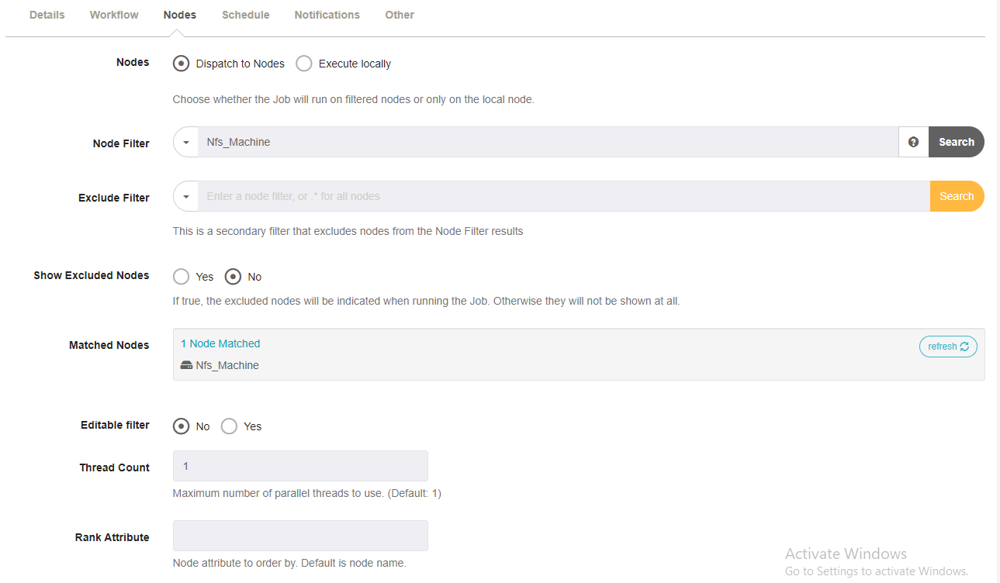 Details Workflow Nodes Schedule Notifications Other
Nodes Dispatch to Nodes Execute locally
Choose whether the Job will run on filtered nodes or only on the local node.
Node Filter Nfs_Machine ? Search
Exclude Filter Enter a node filter, or .* for all nodes Search
This is a secondary filter that excludes nodes from the Node Filter results
Show Excluded Nodes Yes No
If true, the excluded nodes will be indicated when running the Job. Otherwise they will not be shown at all.
Matched Nodes 1 Node Matched refresh
Nfs_Machine
Editable filter No Yes
Thread Count 1
Maximum number of parallel threads to use. (Default: 1)
Rank Attribute
Node attribute to order by. Default is node name.
Activate Windows
Go to Settings to activate Windows.